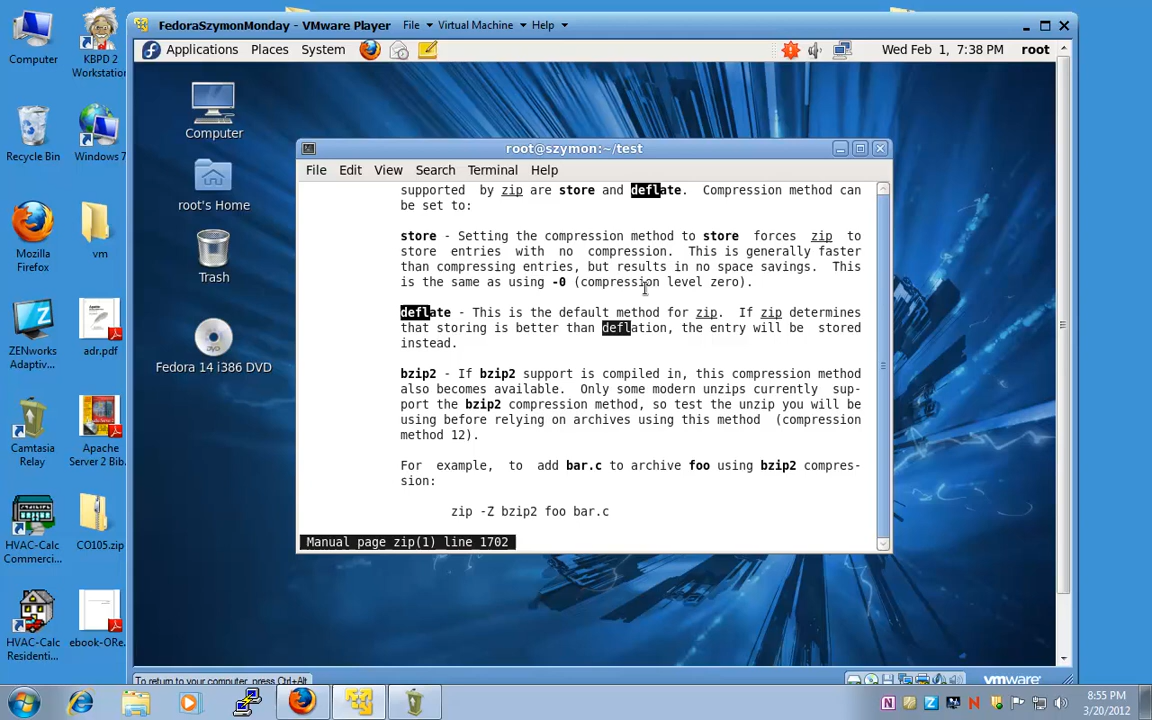 FedoraSzymonMonday - VMware Player File Virtual Machine Help
Applications Places System Wed Feb 1, 7:38 PM root
Computer
KBPD 2
Workstatio...
Recycle Bin
Windows 7
Mozilla
Firefox
vm
ZENworks
Adaptiv...
adr.pdf
Camtasia
Relay
Apache
Server 2 Bib...
HVAC-Calc
Commerci...
CO105.zip
HVAC-Calc
Residenti...
ebook-ORe...
Computer
root's Home
Trash
Fedora 14 i386 DVD
root@szymon:~/test
File Edit View Search Terminal Help
supported by zip are store and deflate. Compression method can
be set to:
store - Setting the compression method to store forces zip to
store entries with no compression. This is generally faster
than compressing entries, but results in no space savings. This
is the same as using -0 (compression level zero).
deflate - This is the default method for zip. If zip determines
that storing is better than deflation, the entry will be stored
instead.
bzip2 - If bzip2 support is compiled in, this compression method
also becomes available. Only some modern unzips currently sup-
port the bzip2 compression method, so test the unzip you will be
using before relying on archives using this method (compression
method 12).
For example, to add bar.c to archive foo using bzip2 compres-
sion:
zip -Z bzip2 foo bar.c
Manual page zip(1) line 1702
To return to your computer, press Ctrl+Alt.
vmware
8:55 PM
3/20/2012